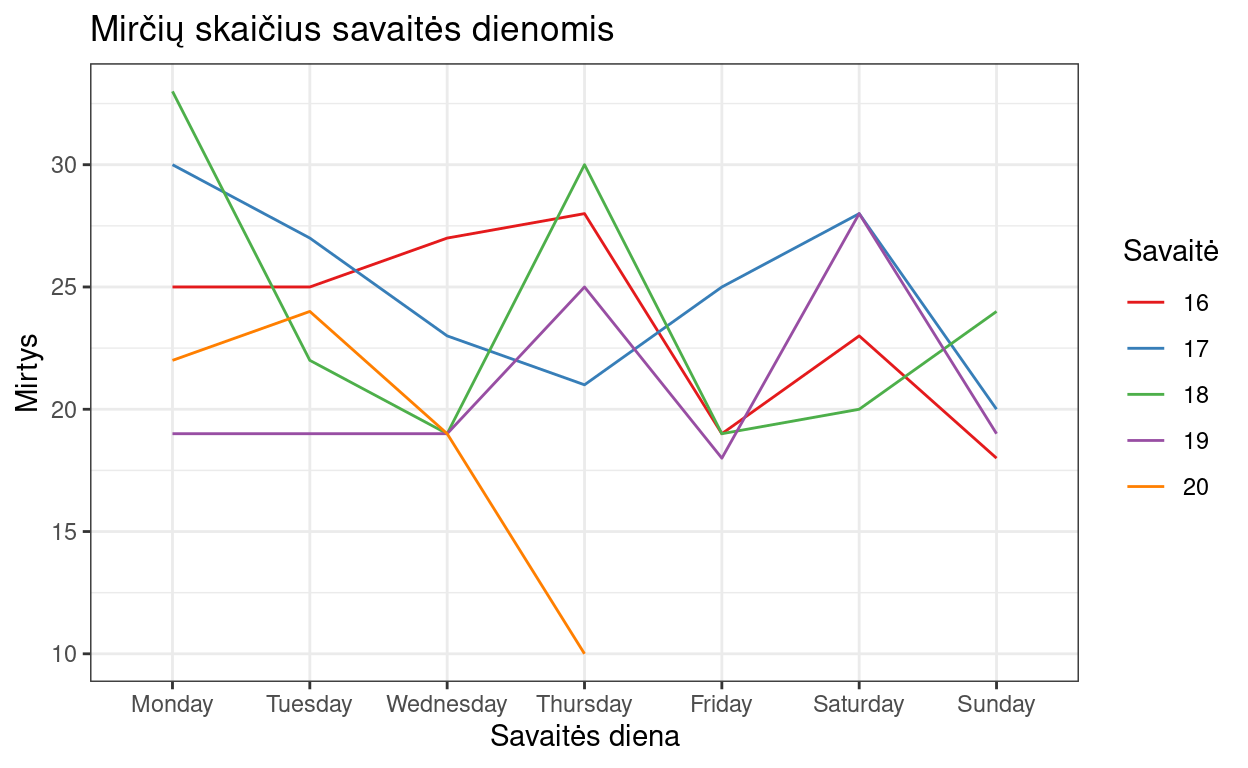 Mirčių skaičius savaitės dienomis
Mirtys
30
25
20
15
10
Monday Tuesday Wednesday Thursday Friday Saturday Sunday
Savaitės diena
Savaitė
16
17
18
19
20